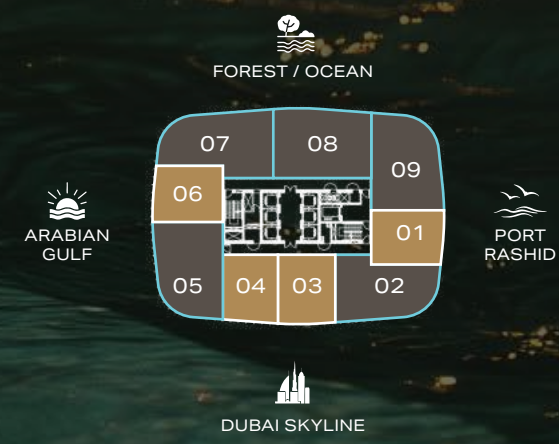 FOREST / OCEAN
07
08
09
06
ARABIAN
GULF
01
PORT
RASHID
05
04
03
02
DUBAI SKYLINE